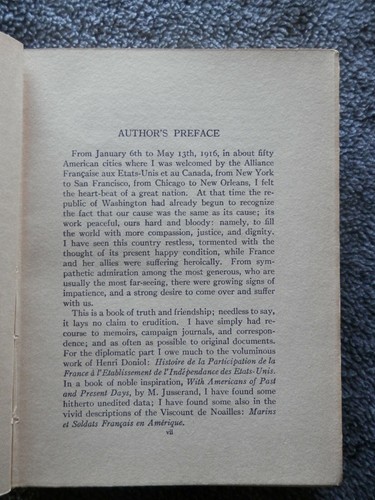 AUTHOR'S PREFACE
From January 6th to May 13th, 1916, in about fifty
American cities where I was welcomed by the Alliance
Française aux Etats-Unis et au Canada, from New York
to San Francisco, from Chicago to New Orleans, I felt
the heart-beat of a great nation. At that time the re-
public of Washington had already begun to recognize
the fact that our cause was the same as its cause; its
work peaceful, ours hard and bloody: namely, to fill
the world with more compassion, justice, and dignity.
I have seen this country restless, tormented with the
thought of its present happy condition, while France
and her allies were suffering heroically. From sym-
pathetic admiration among the most generous, who are
usually the most far-seeing, there were growing signs of
impatience, and a strong desire to come over and suffer
with us.
This is a book of truth and friendship; needless to say,
it lays no claim to erudition. I have simply had re-
course to memoirs, campaign journals, and correspon-
dence; and as often as possible to original documents.
For the diplomatic part I owe much to the voluminous
work of Henri Doniol: Histoire de la Participation de la
France à l'Etablissement de l'Indépendance des Etats-Unis.
In a book of noble inspiration, With Americans of Past
and Present Days, by M. Jusserand, I have found some
hitherto unedited data; I have found some also in the
vivid descriptions of the Viscount de Noailles: Marins
et Soldats Français en Amérique.
vii